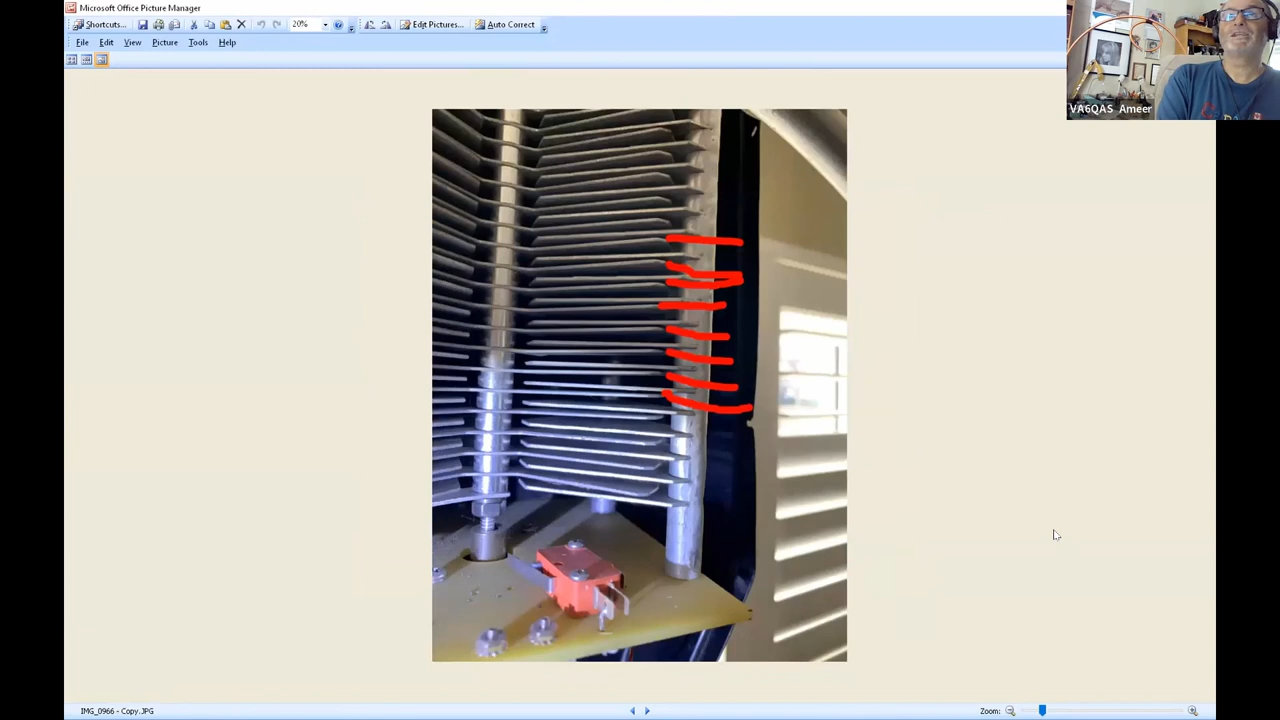 Microsoft Office Picture Manager
Shortcuts... 20% Edit Pictures... Auto Correct
File Edit View Picture Tools Help
VA6QAS Ameer
IMG_0966 - Copy.JPG Zoom: